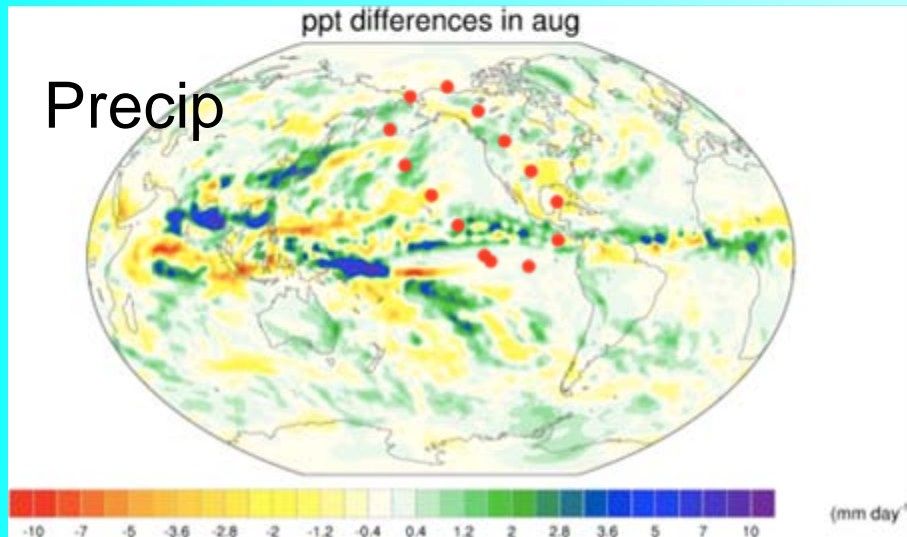 ppt differences in aug
Precip
-10 -7 -5 -3.6 -2.8 -2 -1.2 -0.4 0.4 1.2 2 2.8 3.6 5 7 10
(mm day⁻